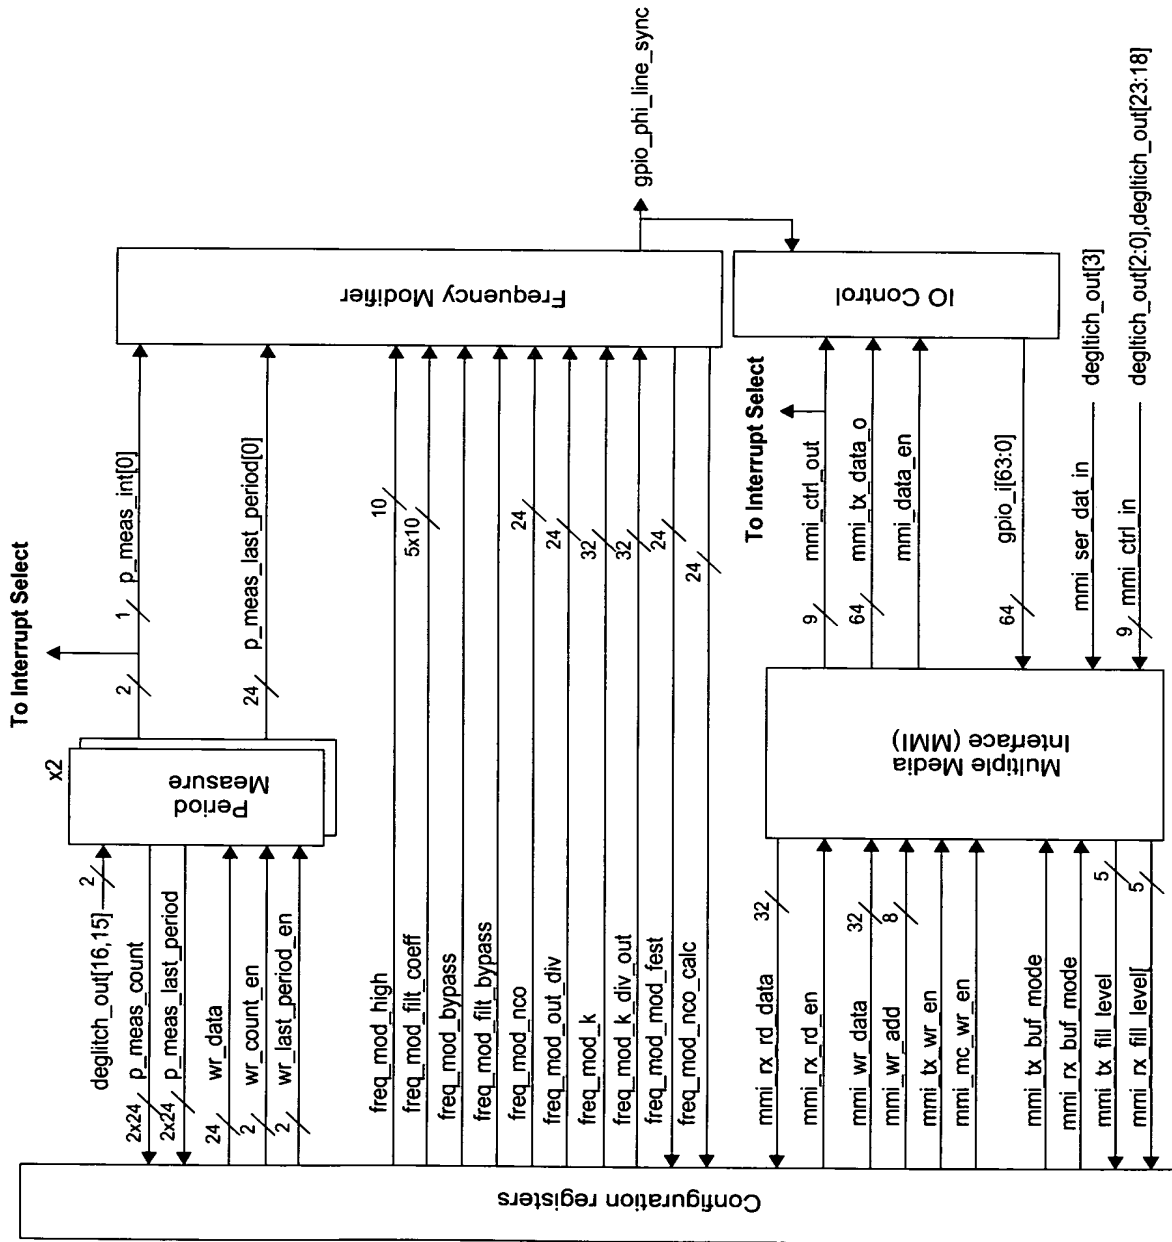 To Interrupt Select
x2
Period
Measure
deglitch_out[16,15]
2
2x24
p_meas_count
2x24
p_meas_last_period
24
wr_data
2
wr_count_en
2
wr_last_period_en
2
1
p_meas_int[0]
24
p_meas_last_period[0]
Frequency Modifier
gpio_phi_line_sync
freq_mod_high
10
freq_mod_filt_coeff
5x10
freq_mod_bypass
freq_mod_filt_bypass
freq_mod_nco
24
freq_mod_out_div
24
freq_mod_k
32
freq_mod_k_div_out
32
freq_mod_mod_fest
24
freq_mod_nco_calc
24
Configuration registers
To Interrupt Select
IO Control
9
mmi_ctrl_out
64
mmi_tx_data_o
mmi_data_en
64
gpio_i[63:0]
mmi_ser_dat_in
degltich_out[3]
9
mmi_ctrl_in
degltich_out[2:0],degltich_out[23:18]
Multiple Media
Interface (MMI)
mmi_rx_rd_data
32
mmi_rx_rd_en
mmi_wr_data
32
mmi_wr_add
8
mmi_tx_wr_en
mmi_mc_wr_en
mmi_tx_buf_mode
mmi_rx_buf_mode
mmi_tx_fill_level
5
mmi_rx_fill_level[
5